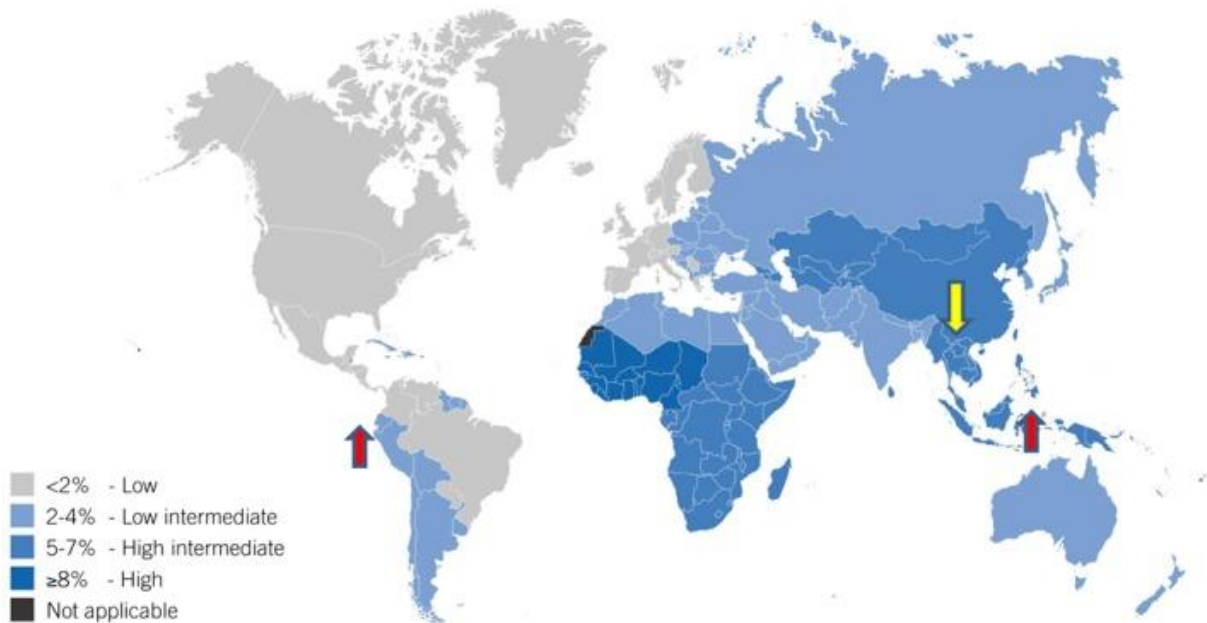 <2% - Low
2-4% - Low intermediate
5-7% - High intermediate
≥8% - High
Not applicable